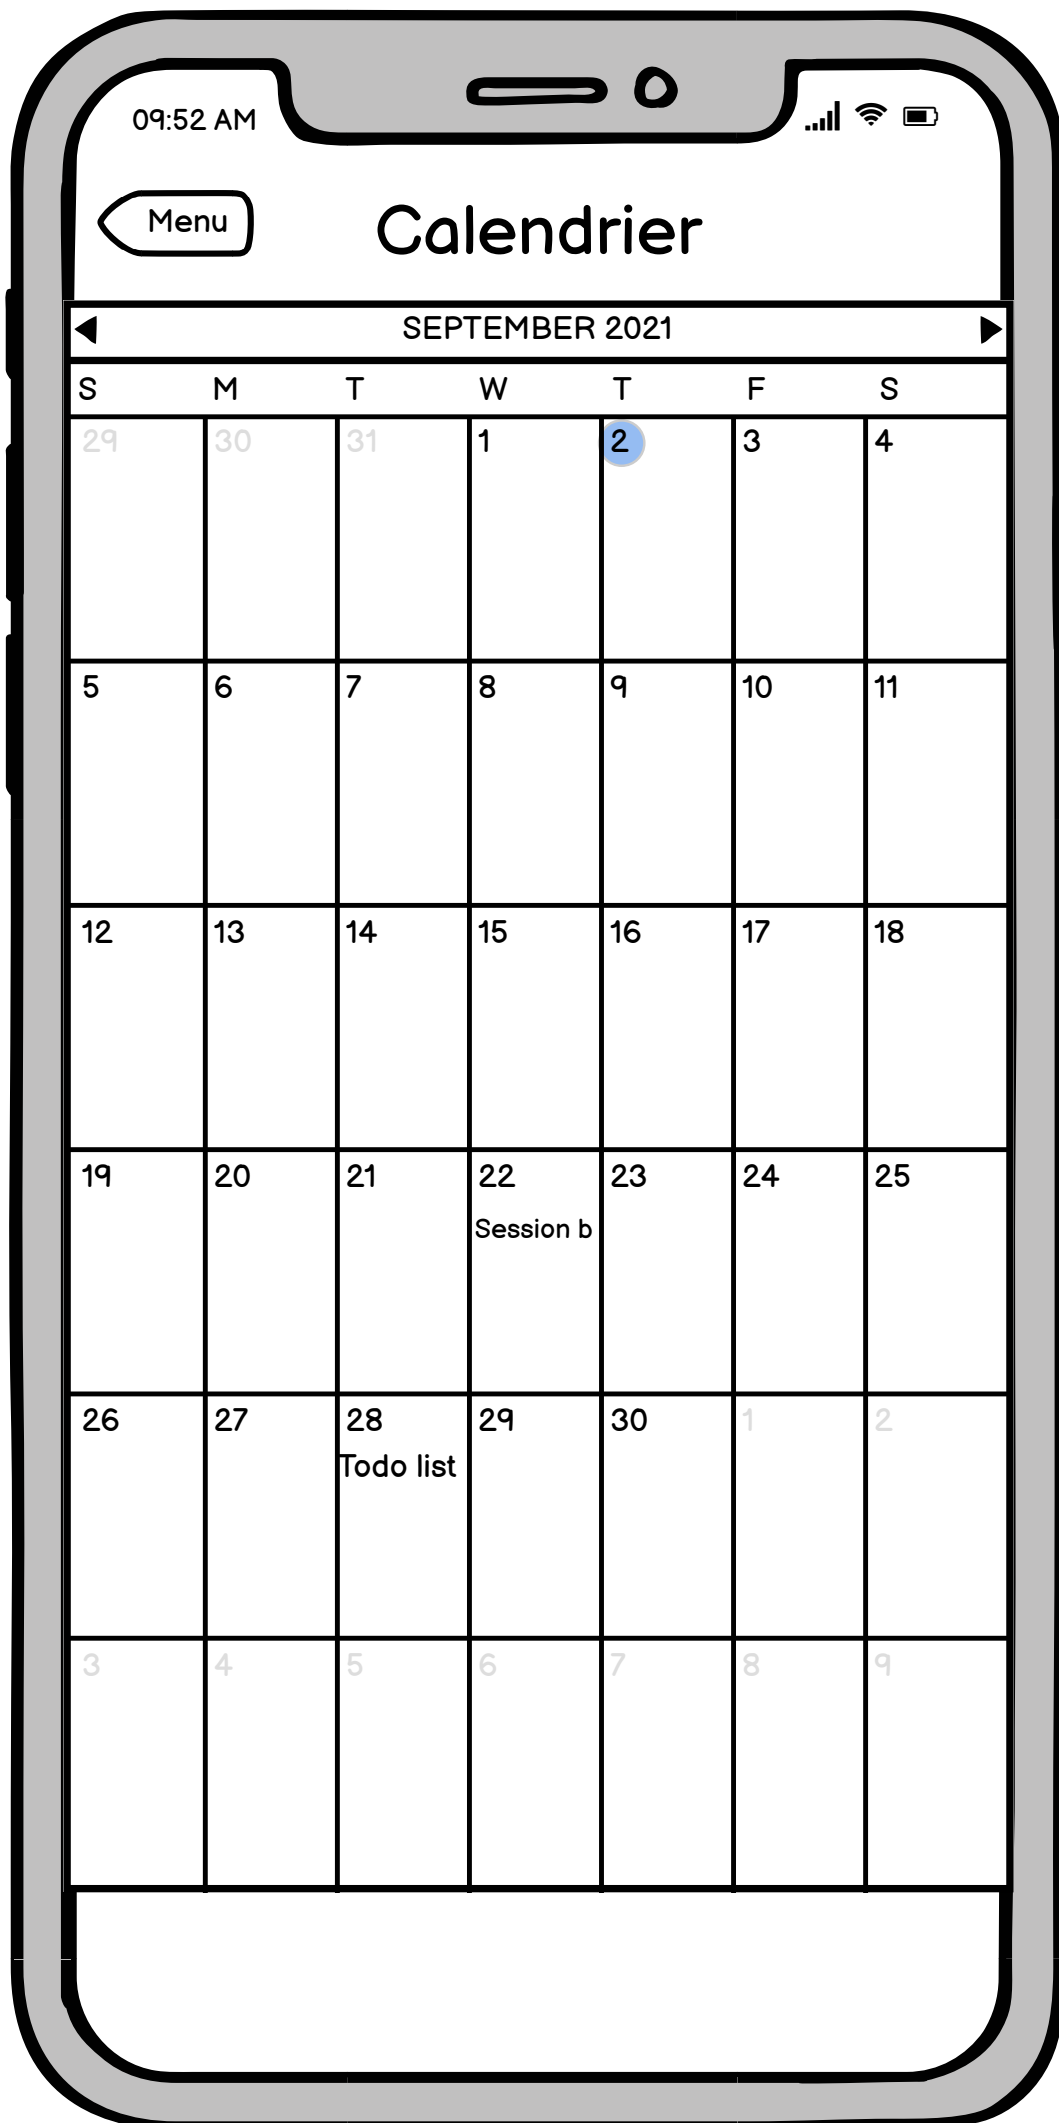 09:52 AM
Menu
Calendrier
SEPTEMBER 2021
S M T W T F S
29 30 31 1 2 3 4
5 6 7 8 9 10 11
12 13 14 15 16 17 18
19 20 21 22 23 24 25
Session b
26 27 28 29 30 1 2
Todo list
3 4 5 6 7 8 9